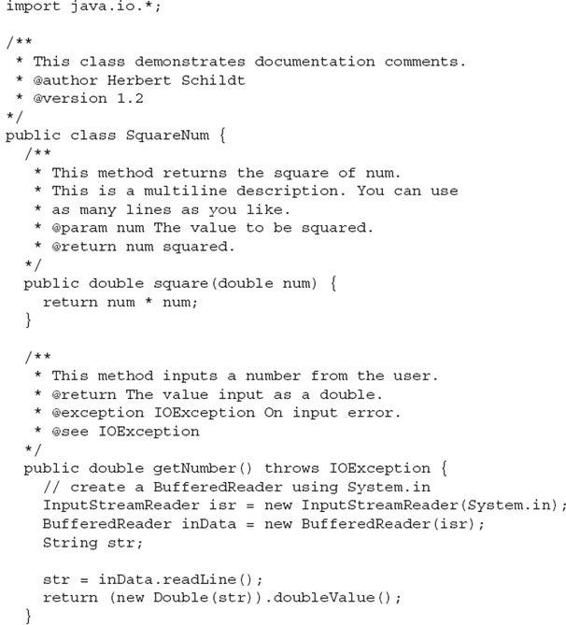 import java.io.*;

/**
 * This class demonstrates documentation comments.
 * @author Herbert Schildt
 * @version 1.2
*/
public class SquareNum {
  /**
   * This method returns the square of num.
   * This is a multiline description. You can use
   * as many lines as you like.
   * @param num The value to be squared.
   * @return num squared.
  */
  public double square(double num) {
    return num * num;
  }

  /**
   * This method inputs a number from the user.
   * @return The value input as a double.
   * @exception IOException On input error.
   * @see IOException
  */
  public double getNumber() throws IOException {
    // create a BufferedReader using System.in
    InputStreamReader isr = new InputStreamReader(System.in);
    BufferedReader inData = new BufferedReader(isr);
    String str;

    str = inData.readLine();
    return (new Double(str)).doubleValue();
  }